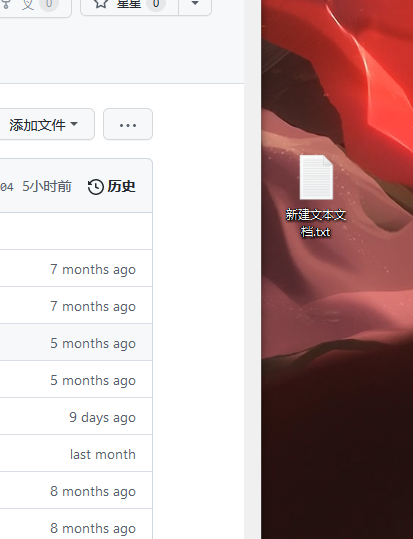 叉 0
星星 0
添加文件
04 5小时前 历史
7 months ago
7 months ago
5 months ago
5 months ago
9 days ago
last month
8 months ago
8 months ago
新建文本文
档.txt